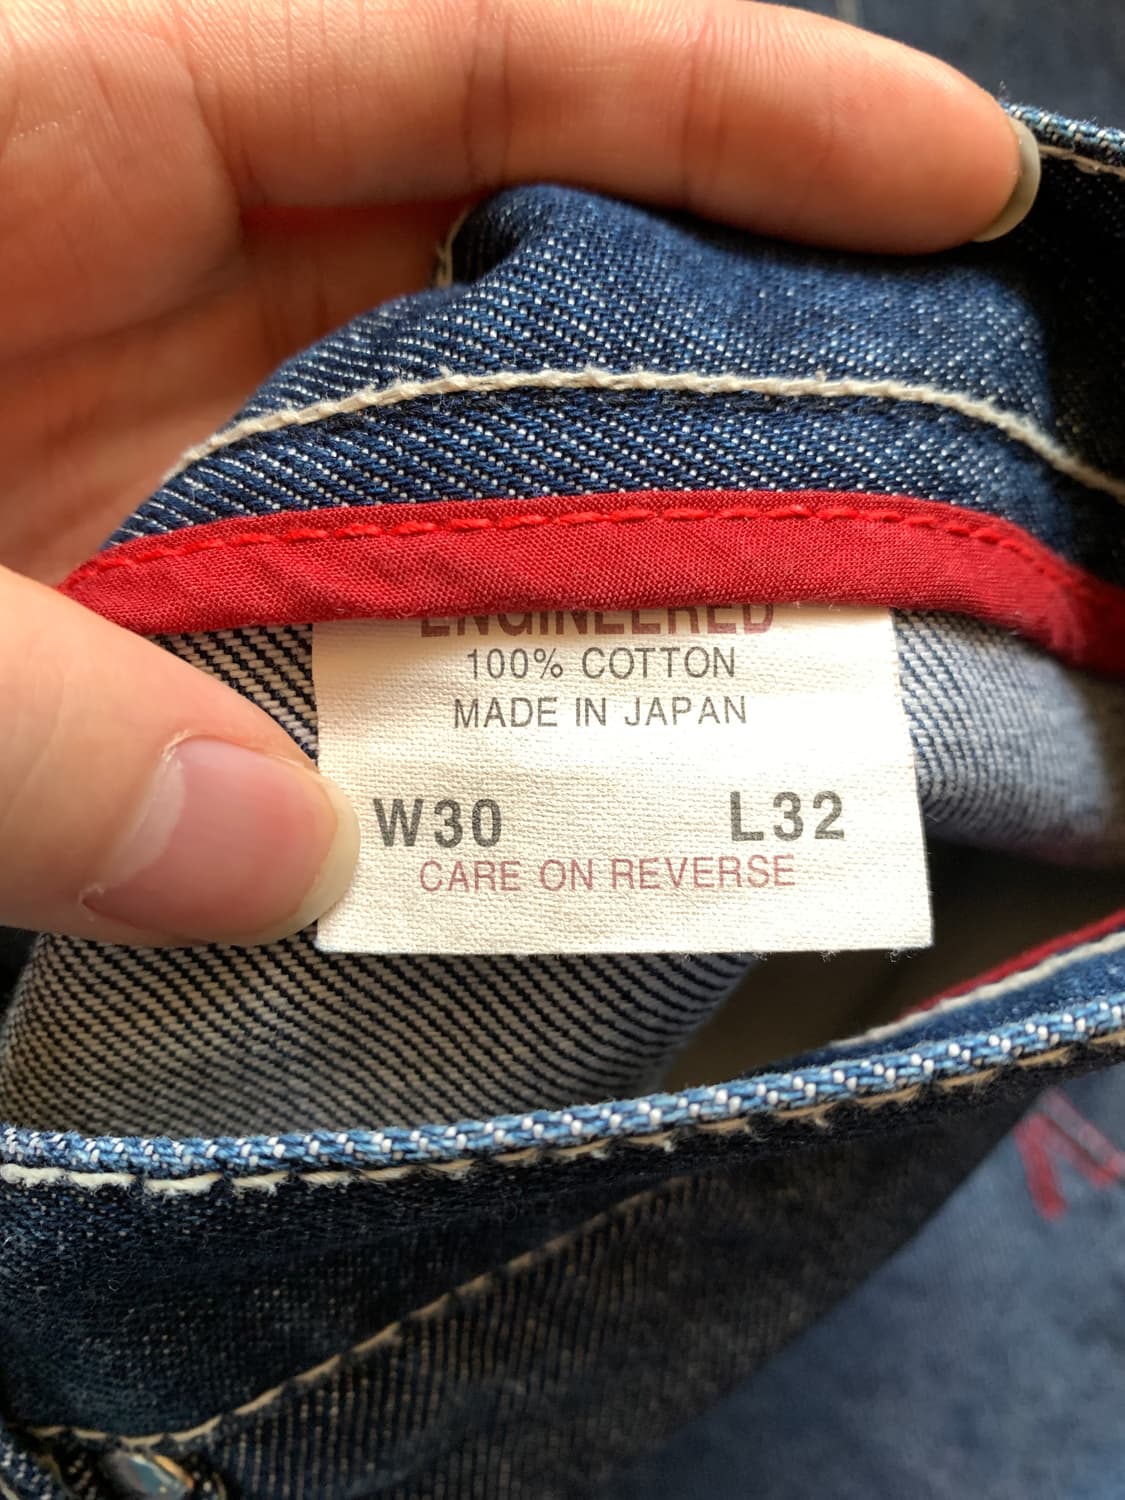 ENGINEERED
100% COTTON
MADE IN JAPAN
W30 L32
CARE ON REVERSE